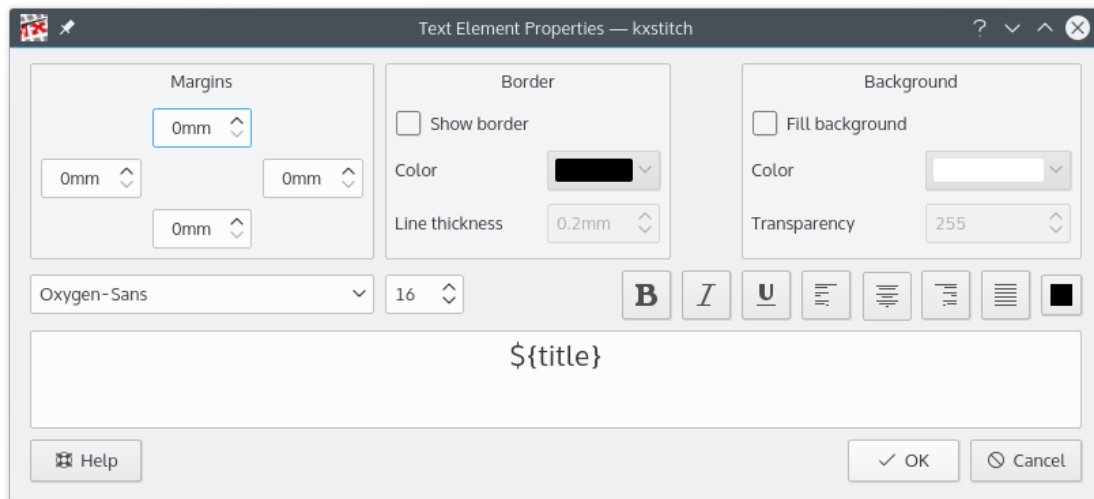 Text Element Properties — kxstitch
Margins
Border
Background
0mm
Show border
Fill background
0mm
0mm
Color
Color
0mm
Line thickness
0.2mm
Transparency
255
Oxygen-Sans
16
B I U
${title}
Help
OK
Cancel